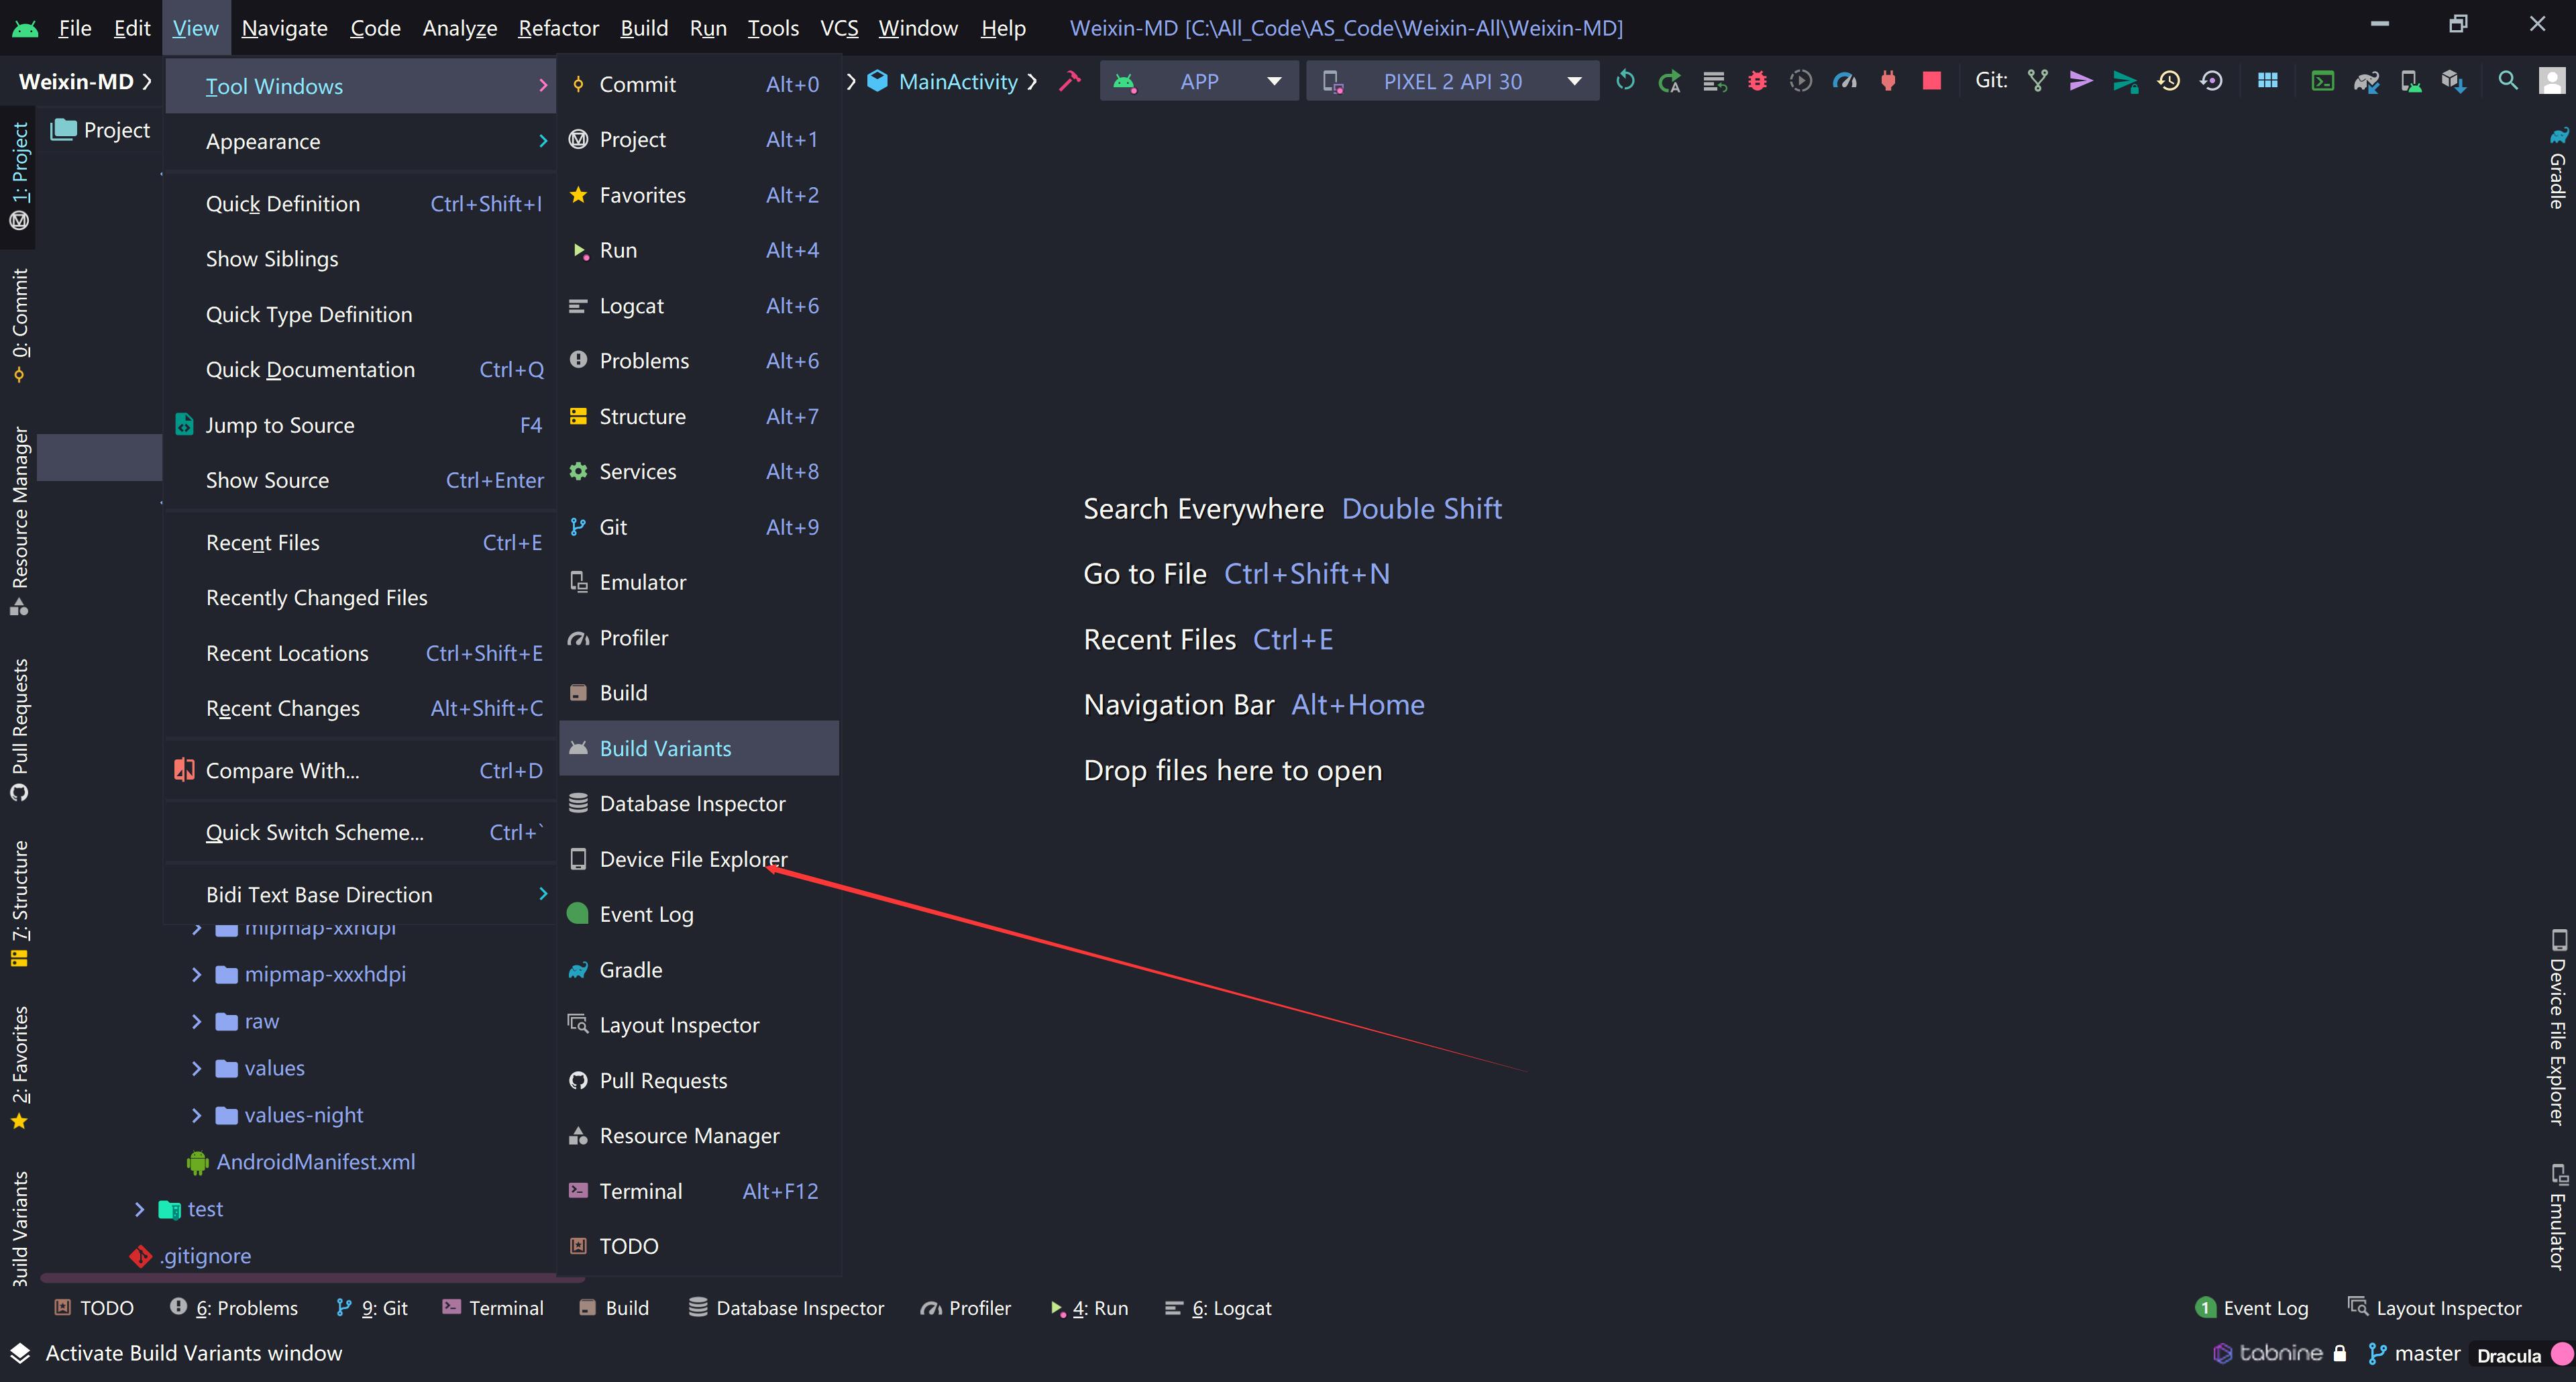 File Edit View Navigate Code Analyze Refactor Build Run Tools VCS Window Help Weixin-MD [C:\All_Code\AS_Code\Weixin-All\Weixin-MD]
Weixin-MD
MainActivity
APP
PIXEL 2 API 30
Git:
Project
1: Project
0: Commit
Resource Manager
Pull Requests
7: Structure
2: Favorites
Build Variants
Tool Windows
Appearance
Quick Definition Ctrl+Shift+I
Show Siblings
Quick Type Definition
Quick Documentation Ctrl+Q
Jump to Source F4
Show Source Ctrl+Enter
Recent Files Ctrl+E
Recently Changed Files
Recent Locations Ctrl+Shift+E
Recent Changes Alt+Shift+C
Compare With... Ctrl+D
Quick Switch Scheme... Ctrl+`
Bidi Text Base Direction
mipmap-xxhdpi
mipmap-xxxhdpi
raw
values
values-night
AndroidManifest.xml
test
.gitignore
Commit Alt+0
Project Alt+1
Favorites Alt+2
Run Alt+4
Logcat Alt+6
Problems Alt+6
Structure Alt+7
Services Alt+8
Git Alt+9
Emulator
Profiler
Build
Build Variants
Database Inspector
Device File Explorer
Event Log
Gradle
Layout Inspector
Pull Requests
Resource Manager
Terminal Alt+F12
TODO
Search Everywhere Double Shift
Go to File Ctrl+Shift+N
Recent Files Ctrl+E
Navigation Bar Alt+Home
Drop files here to open
Gradle
Device File Explorer
Emulator
TODO 6: Problems 9: Git Terminal Build Database Inspector Profiler 4: Run 6: Logcat 1 Event Log Layout Inspector
Activate Build Variants window tabnine master Dracula